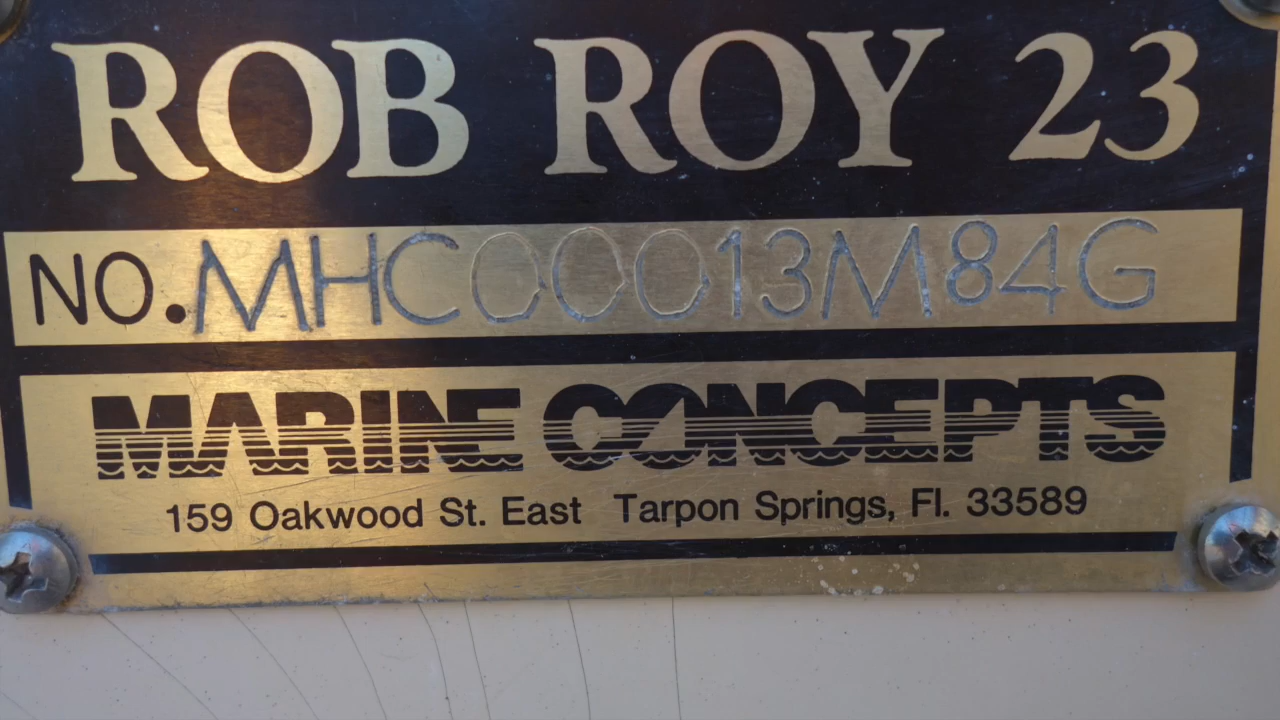 ROB ROY 23
NO. MHC00013M84G
MARINE CONCEPTS
159 Oakwood St. East Tarpon Springs, Fl. 33589